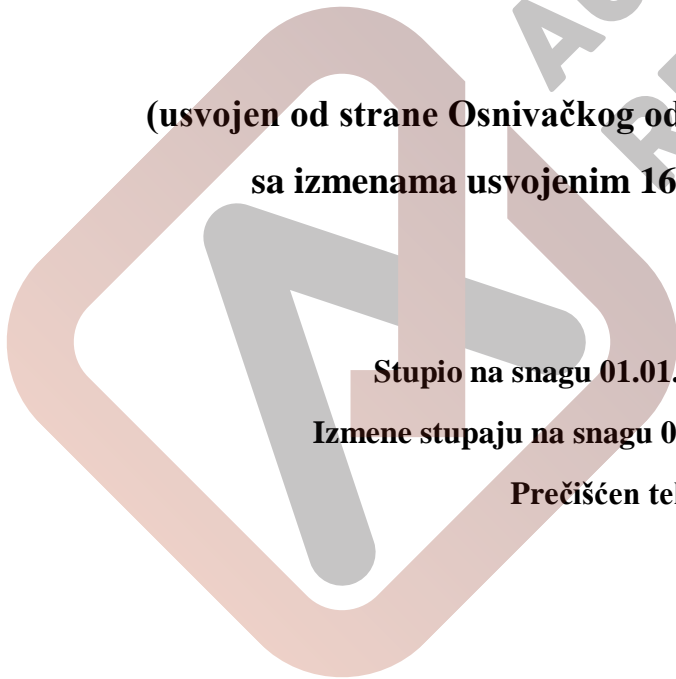 (usvojen od strane Osnivačkog od
sa izmenama usvojenim 16
Stupio na snagu 01.01.
Izmene stupaju na snagu 0
Prečišćen te